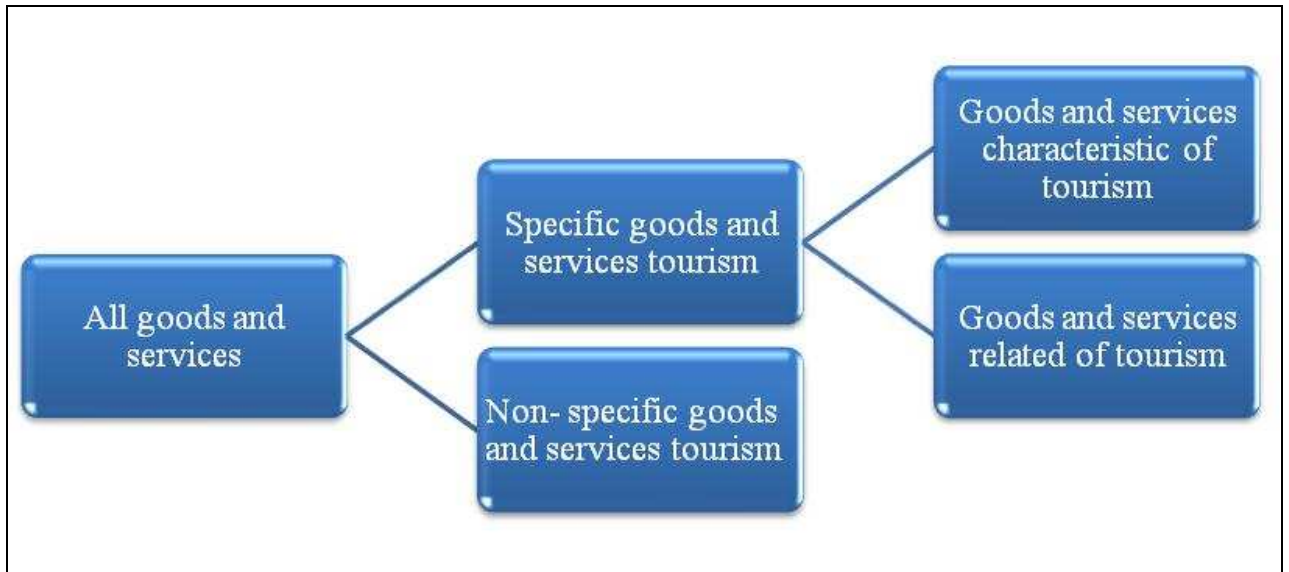 All goods and
services
Specific goods and
services tourism
Non- specific goods
and services tourism
Goods and services
characteristic of
tourism
Goods and services
related of tourism